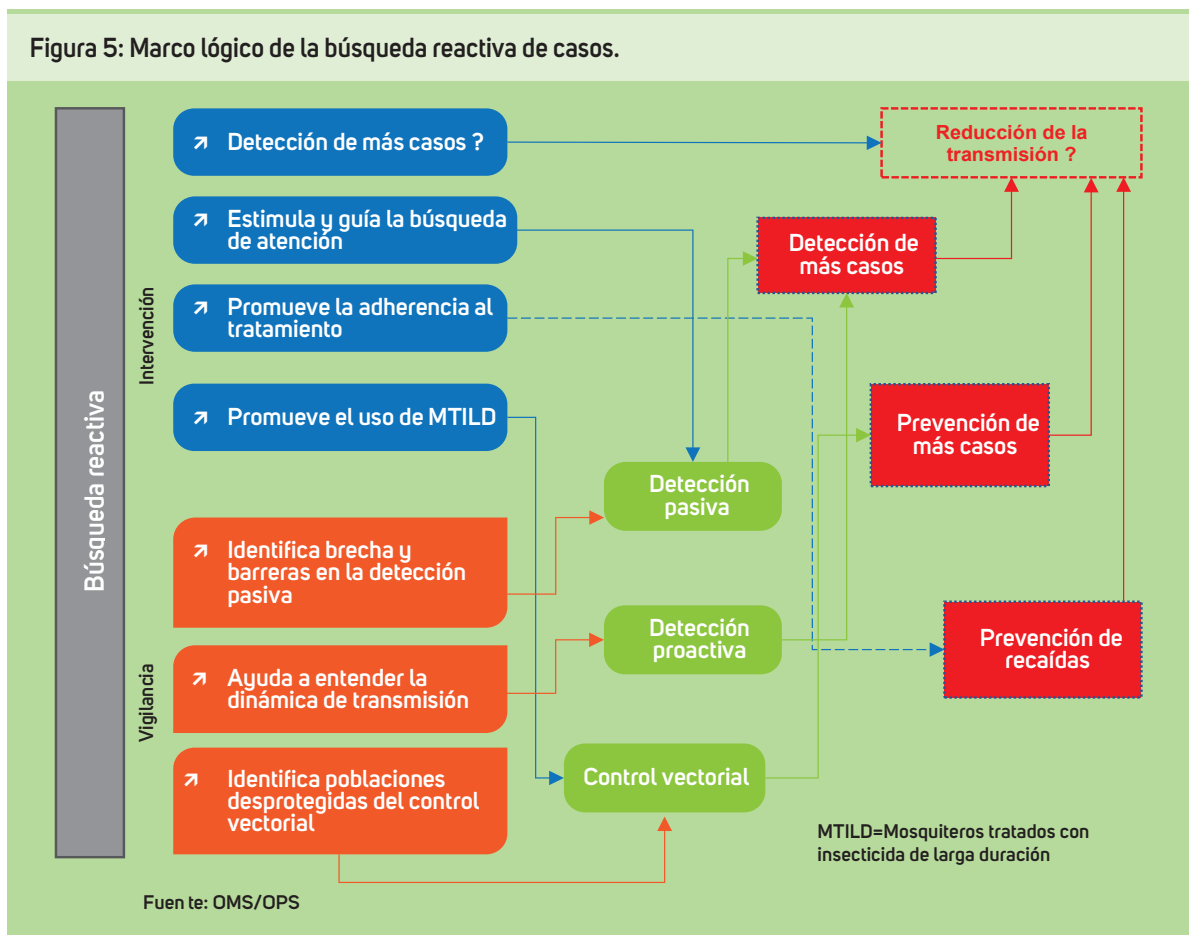 Figura 5: Marco lógico de la búsqueda reactiva de casos.
Búsqueda reactiva
Intervención
Detección de más casos ?
Estimula y guía la búsqueda
de atención
Promueve la adherencia al
tratamiento
Promueve el uso de MTILD
Vigilancia
Identifica brecha y
barreras en la detección
pasiva
Ayuda a entender la
dinámica de transmisión
Identifica poblaciones
desprotegidas del control
vectorial
Detección
pasiva
Detección
proactiva
Control vectorial
Reducción de la
transmisión ?
Detección de
más casos
Prevención de
más casos
Prevención de
recaídas
MTILD=Mosquiteros tratados con
insecticida de larga duración
Fuen te: OMS/OPS